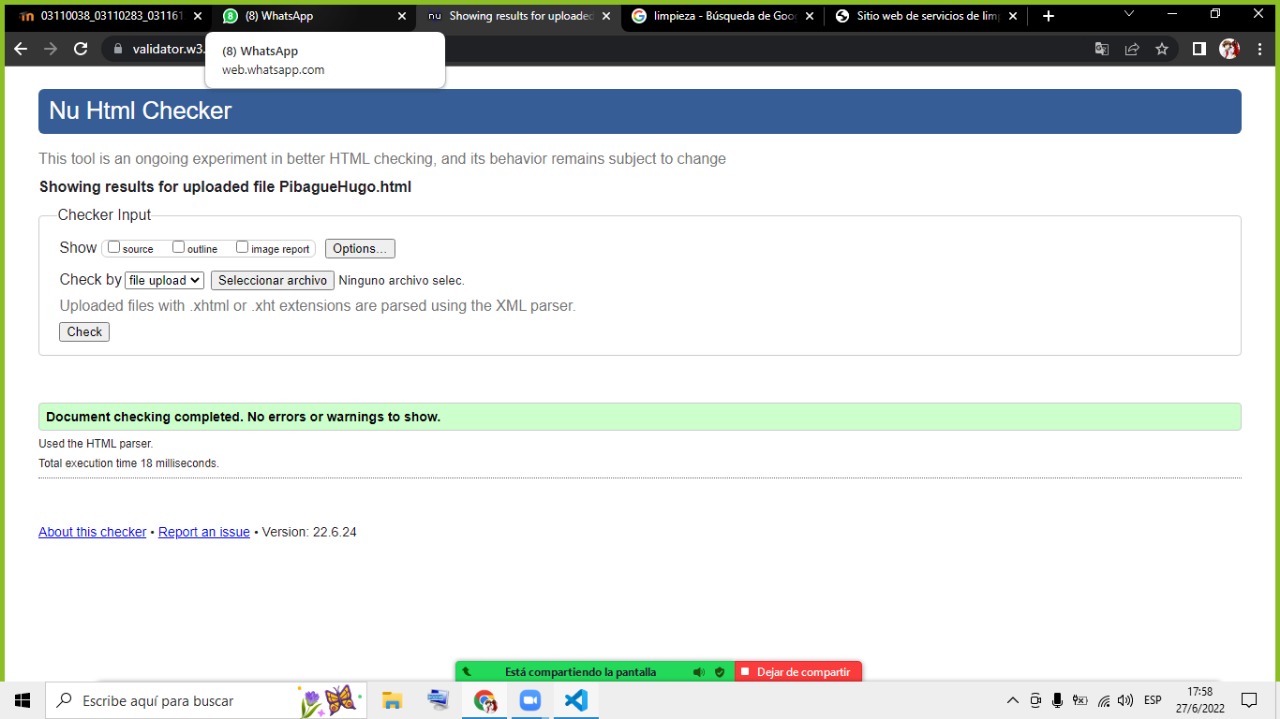 03110038_03110283_031161
(8) WhatsApp
Showing results for uploaded
limpieza - Búsqueda de Goo
Sitio web de servicios de lim
validator.w3.
(8) WhatsApp
web.whatsapp.com
Nu Html Checker
This tool is an ongoing experiment in better HTML checking, and its behavior remains subject to change
Showing results for uploaded file PibagueHugo.html
Checker Input
Show source outline image report Options...
Check by file upload Seleccionar archivo Ninguno archivo selec.
Uploaded files with .xhtml or .xht extensions are parsed using the XML parser.
Check
Document checking completed. No errors or warnings to show.
Used the HTML parser.
Total execution time 18 milliseconds.
About this checker • Report an issue • Version: 22.6.24
Está compartiendo la pantalla
Dejar de compartir
Escribe aquí para buscar
ESP
17:58
27/6/2022